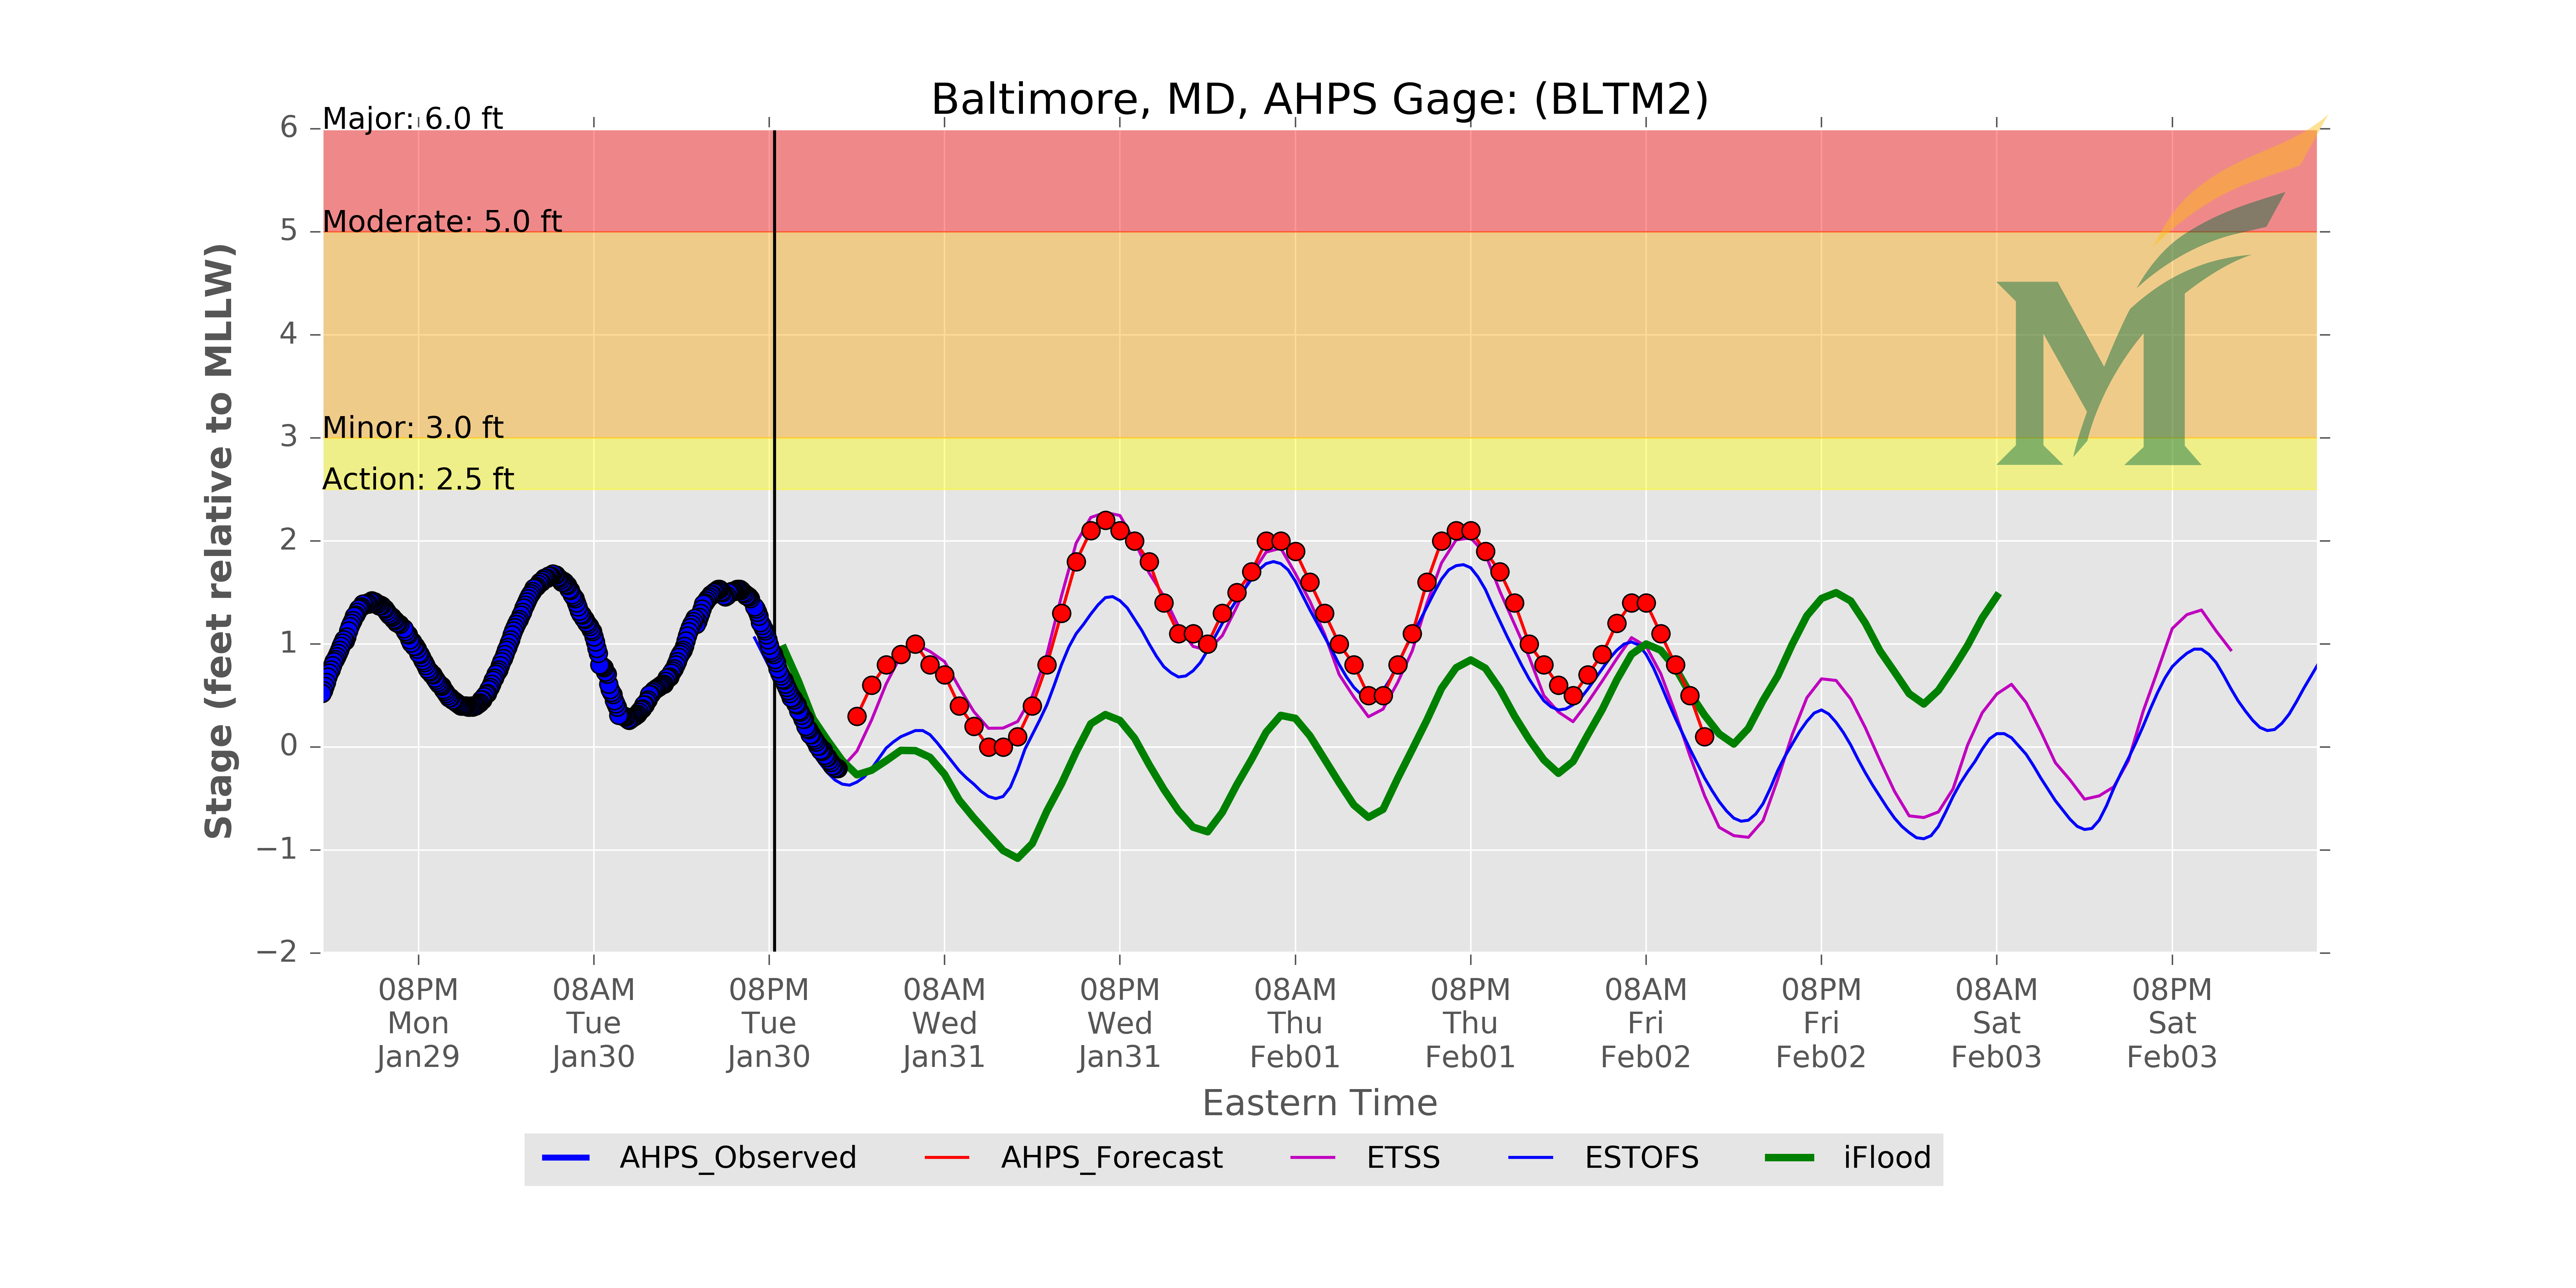 Baltimore, MD, AHPS Gage: (BLTM2)
Major: 6.0 ft
Moderate: 5.0 ft
Minor: 3.0 ft
Action: 2.5 ft
6
5
4
3
2
1
0
−1
−2
Stage (feet relative to MLLW)
08PM Mon Jan29
08AM Tue Jan30
08PM Tue Jan30
08AM Wed Jan31
08PM Wed Jan31
08AM Thu Feb01
08PM Thu Feb01
08AM Fri Feb02
08PM Fri Feb02
08AM Sat Feb03
08PM Sat Feb03
Eastern Time
AHPS_Observed
AHPS_Forecast
ETSS
ESTOFS
iFlood
M